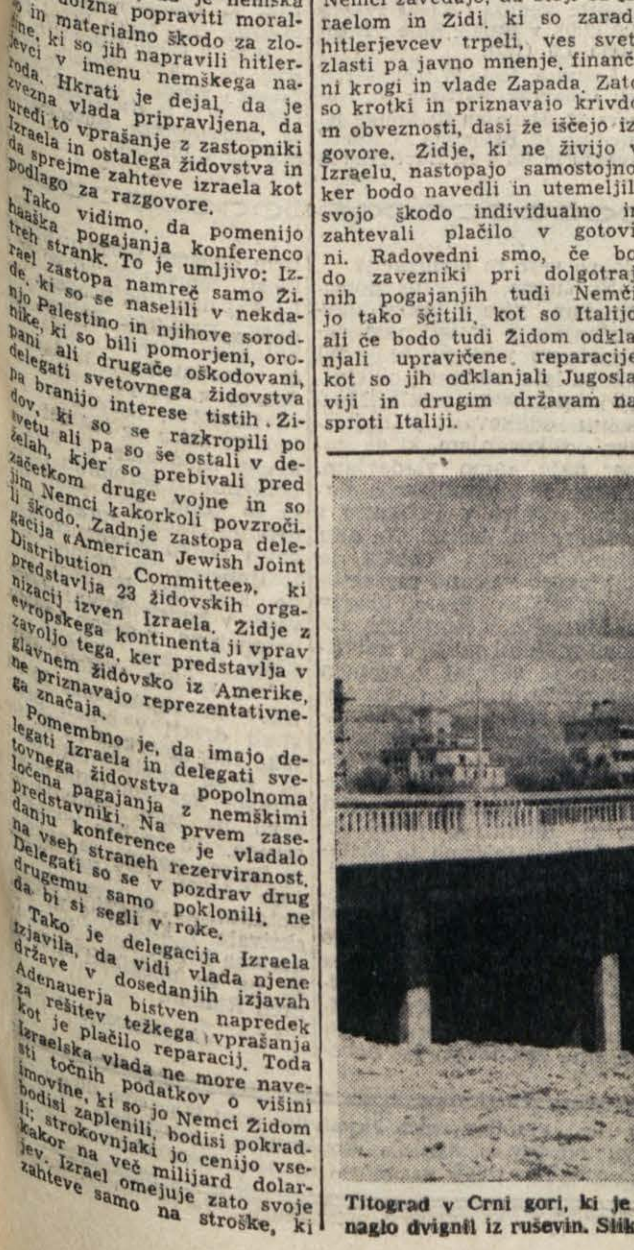 dolžna popraviti moral-
in materialno škodo za zlo-
ki so jih napravili hitler-
v imenu nemškega na-
roda. Hkrati je dejal, da je
zvezna vlada pripravljena, da
uredi to vprašanje z zastopniki
Izraela in ostalega židovstva in
da sprejme zahteve izraela kot
podlago za razgovore.
Tako vidimo, da pomenijo
haaška pogajanja konferenco
treh strank. To je umljivo: Iz-
rael zastopa namreč samo Ži-
de, ki so se naselili v nekda-
njo Palestino in njihove sorod-
nike, ki so bili pomorjeni, oro-
pani ali drugače oškodovani,
delegati svetovnega židovstva
pa branijo interese tistih Ži-
dov, ki so se razkropili po
svetu ali pa so še ostali v de-
želah, kjer so prebivali pred
začetkom druge vojne in so
jim Nemci kakorkoli povzroči-
li škodo. Zadnje zastopa dele-
gacija «American Jewish Joint
Distribution Committee», ki
predstavlja 23 židovskih orga-
nizacij izven Izraela. Židje z
evropskega kontinenta ji vprav
zavoljo tega, ker predstavlja v
glavnem židovsko iz Amerike,
ne priznavajo reprezentativne-
ga značaja.
Pomembno je, da imajo de-
legati Izraela in delegati sve-
tovnega židovstva popolnoma
ločena pagajanja z nemškimi
predstavniki. Na prvem zase-
danju konference je vladalo
na vseh straneh rezerviranost.
Delegati so se v pozdrav drug
drugemu samo poklonili, ne
da bi si segli v roke.
Tako je delegacija Izraela
izjavila, da vidi vlada njene
države v dosedanjih izjavah
Adenauerja bistven napredek
za rešitev težkega vprašanja
kot je plačilo reparacij. Toda
Izraelska vlada ne more nave-
sti točnih podatkov o višini
imovine, ki so jo Nemci Židom
bodisi zaplenili, bodisi pokrad-
li; strokovnjaki jo cenijo vse-
kakor na več milijard dolar-
jev. Izrael omejuje zato svoje
zahteve samo na stroške, ki
raelom in Židi, ki so zarad
hitlerjevcev trpeli, ves svet
zlasti pa javno mnenje, finanč
ni krogi in vlade Zapada. Zato
so krotki in priznavajo krivdo
in obveznosti, dasi že iščejo iz
govore. Židje, ki ne živijo v
Izraelu, nastopajo samostojno
ker bodo navedli in utemeljil
svojo škodo individualno in
zahtevali plačilo v gotovi
ni. Radovedni smo, če bo
do zavezniki pri dolgotraj
nih pogajanjih tudi Nemči
jo tako ščitili, kot so Italijo
ali če bodo tudi Židom odkla
njali upravičene reparacije
kot so jih odklanjali Jugosla
viji in drugim državam na
sproti Italiji.
Titograd v Crni gori, ki je
naglo dvignil iz ruševin. Slik